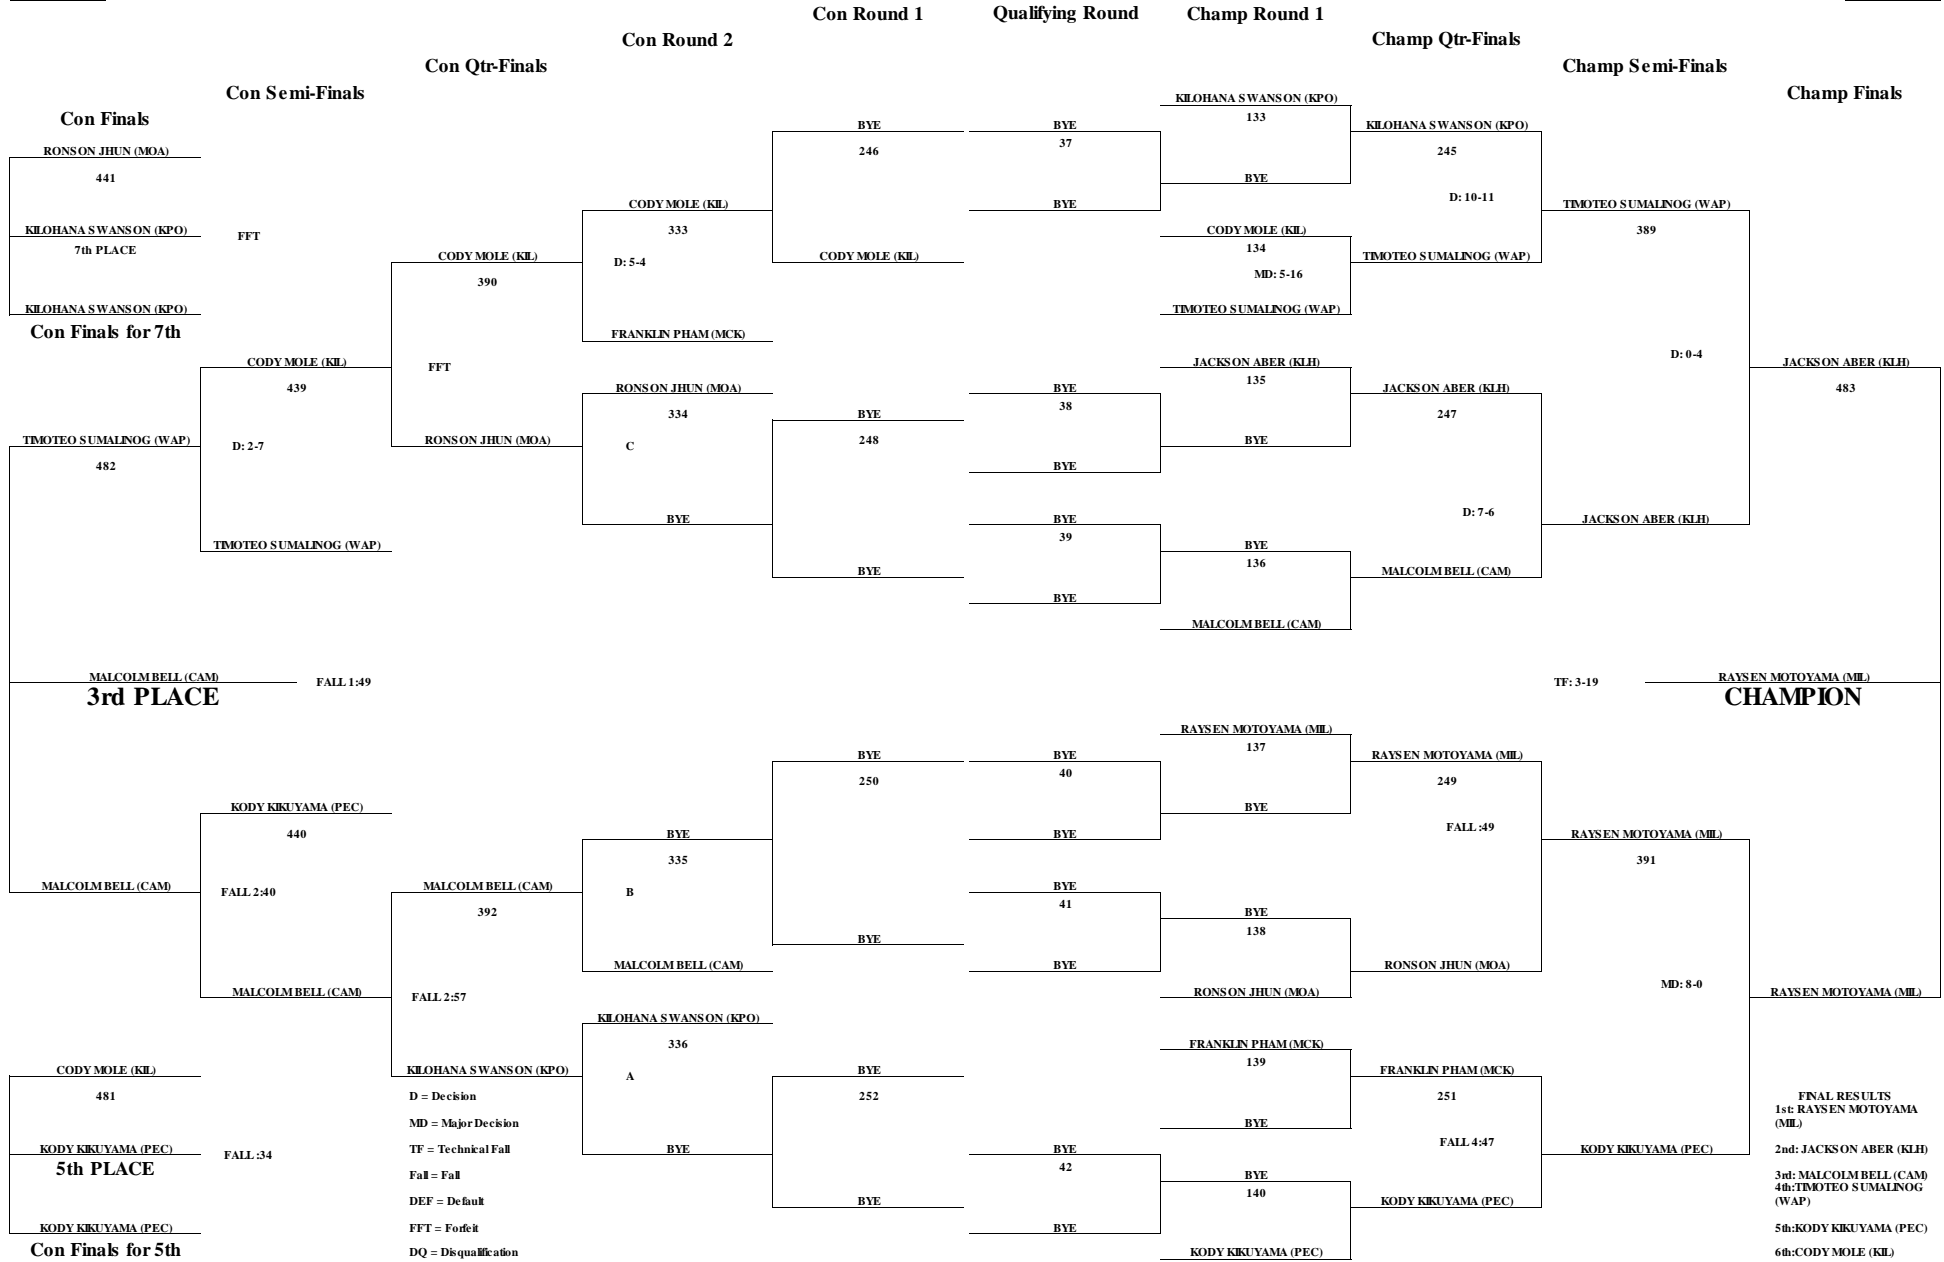 Con Round 1
Qualifying Round
Champ Round 1
Con Round 2
Champ Qtr-Finals
Con Qtr-Finals
Champ Semi-Finals
Con Semi-Finals
Champ Finals
Con Finals
RONSON JHUN (MOA)
441
KILOHANA SWANSON (KPO)
7th PLACE
FFT
KILOHANA SWANSON (KPO)
Con Finals for 7th
TIMOTEO SUMALINOG (WAP)
482
MALCOLM BELL (CAM)
3rd PLACE
FALL 1:49
MALCOLM BELL (CAM)
CODY MOLE (KIL)
481
KODY KIKUYAMA (PEC)
5th PLACE
FALL :34
KODY KIKUYAMA (PEC)
Con Finals for 5th
CODY MOLE (KIL)
439
D: 2-7
TIMOTEO SUMALINOG (WAP)
KODY KIKUYAMA (PEC)
440
FALL 2:40
MALCOLM BELL (CAM)
CODY MOLE (KIL)
390
FFT
RONSON JHUN (MOA)
MALCOLM BELL (CAM)
392
FALL 2:57
KILOHANA SWANSON (KPO)
D = Decision
MD = Major Decision
TF = Technical Fall
Fall = Fall
DEF = Default
FFT = Forfeit
DQ = Disqualification
CODY MOLE (KIL)
333
D: 5-4
FRANKLIN PHAM (MCK)
RONSON JHUN (MOA)
334
C
BYE
BYE
335
B
MALCOLM BELL (CAM)
KILOHANA SWANSON (KPO)
336
A
BYE
BYE
246
CODY MOLE (KIL)
BYE
248
BYE
BYE
250
BYE
BYE
252
BYE
BYE
37
BYE
BYE
38
BYE
BYE
39
BYE
BYE
40
BYE
BYE
41
BYE
BYE
42
BYE
KILOHANA SWANSON (KPO)
133
BYE
CODY MOLE (KIL)
134
MD: 5-16
TIMOTEO SUMALINOG (WAP)
JACKSON ABER (KLH)
135
BYE
BYE
136
MALCOLM BELL (CAM)
RAYSEN MOTOYAMA (MIL)
137
BYE
BYE
138
RONSON JHUN (MOA)
FRANKLIN PHAM (MCK)
139
BYE
BYE
140
KODY KIKUYAMA (PEC)
KILOHANA SWANSON (KPO)
245
D: 10-11
TIMOTEO SUMALINOG (WAP)
JACKSON ABER (KLH)
247
D: 7-6
MALCOLM BELL (CAM)
RAYSEN MOTOYAMA (MIL)
249
FALL :49
RONSON JHUN (MOA)
FRANKLIN PHAM (MCK)
251
FALL 4:47
KODY KIKUYAMA (PEC)
TIMOTEO SUMALINOG (WAP)
389
D: 0-4
JACKSON ABER (KLH)
RAYSEN MOTOYAMA (MIL)
391
MD: 8-0
KODY KIKUYAMA (PEC)
JACKSON ABER (KLH)
483
TF: 3-19
RAYSEN MOTOYAMA (MIL)
CHAMPION
RAYSEN MOTOYAMA (MIL)
FINAL RESULTS
1st: RAYSEN MOTOYAMA
(MIL)
2nd: JACKSON ABER (KLH)
3rd: MALCOLM BELL (CAM)
4th:TIMOTEO SUMALINOG
(WAP)
5th:KODY KIKUYAMA (PEC)
6th:CODY MOLE (KIL)